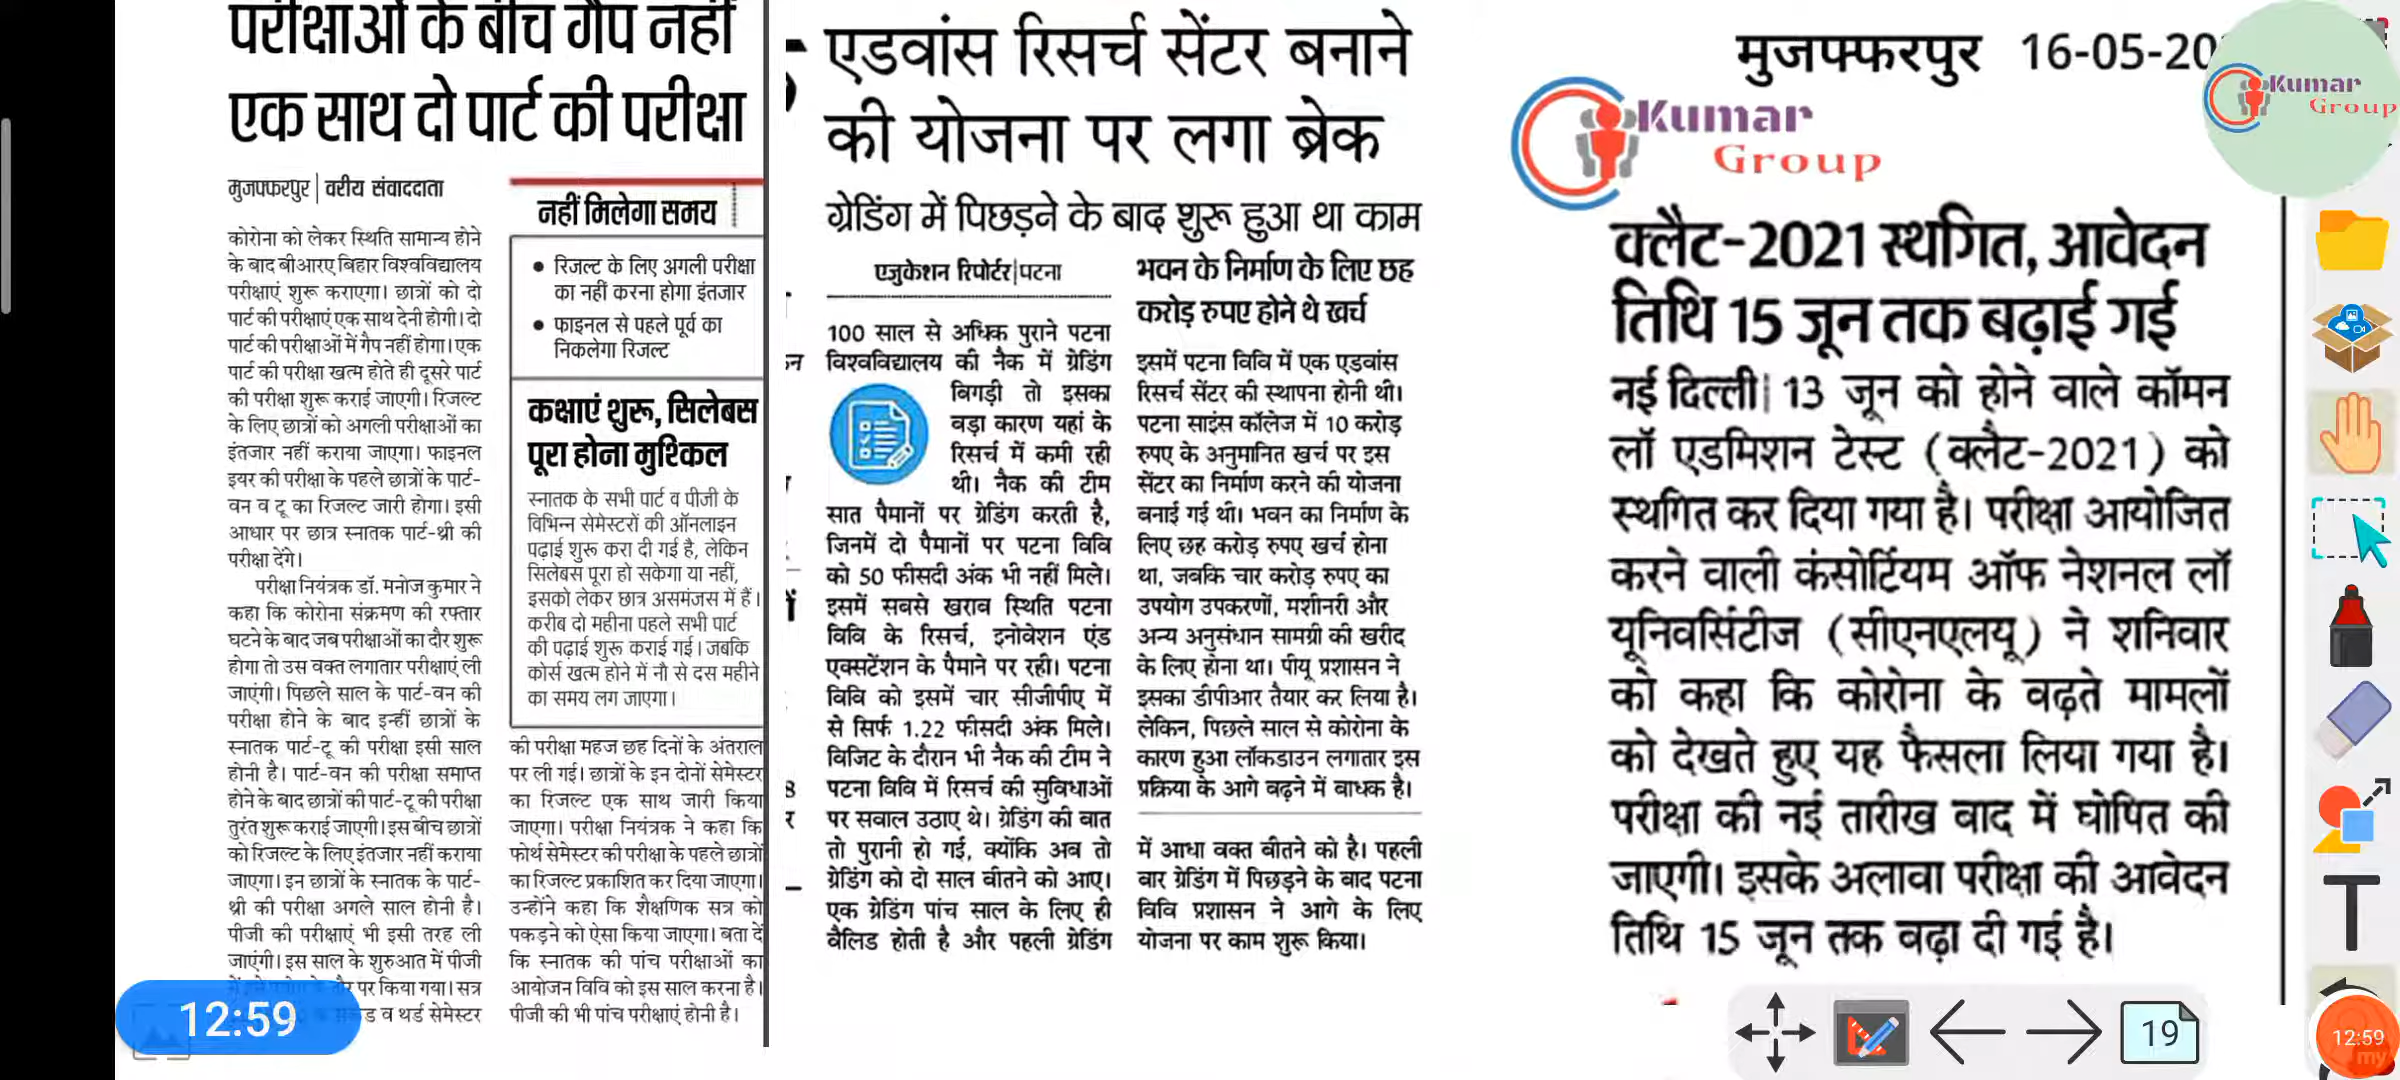 परीक्षाओं के बीच गैप नहीं
एक साथ दो पार्ट की परीक्षा
मुजफ्फरपुर | वरीय संवाददाता
कोरोना को लेकर स्थिति सामान्य होने
के बाद बीआरए बिहार विश्वविद्यालय
परीक्षाएं शुरू कराएगा। छात्रों को दो
पार्ट की परीक्षाएं एक साथ देनी होगी। दो
पार्ट की परीक्षाओं में गैप नहीं होगा। एक
पार्ट की परीक्षा खत्म होते ही दूसरे पार्ट
की परीक्षा शुरू कराई जाएगी। रिजल्ट
के लिए छात्रों को अगली परीक्षाओं का
इंतजार नहीं कराया जाएगा। फाइनल
इयर की परीक्षा के पहले छात्रों के पार्ट-
वन व टू का रिजल्ट जारी होगा। इसी
आधार पर छात्र स्नातक पार्ट-थ्री की
परीक्षा देंगे।
परीक्षा नियंत्रक डॉ. मनोज कुमार ने
कहा कि कोरोना संक्रमण की रफ्तार
घटने के बाद जब परीक्षाओं का दौर शुरू
होगा तो उस वक्त लगातार परीक्षाएं ली
जाएंगी। पिछले साल के पार्ट-वन की
परीक्षा होने के बाद इन्हीं छात्रों के
स्नातक पार्ट-टू की परीक्षा इसी साल
होनी है। पार्ट-वन की परीक्षा समाप्त
होने के बाद छात्रों की पार्ट-टू की परीक्षा
तुरंत शुरू कराई जाएगी। इस बीच छात्रों
को रिजल्ट के लिए इंतजार नहीं कराया
जाएगा। इन छात्रों के स्नातक के पार्ट-
थ्री की परीक्षा अगले साल होनी है।
पीजी की परीक्षाएं भी इसी तरह ली
जाएंगी। इस साल के शुरुआत में पीजी
पर किया गया। सत्र
व थर्ड सेमेस्टर
नहीं मिलेगा समय
● रिजल्ट के लिए अगली परीक्षा
का नहीं करना होगा इंतजार
● फाइनल से पहले पूर्व का
निकलेगा रिजल्ट
कक्षाएं शुरू, सिलेबस
पूरा होना मुश्किल
स्नातक के सभी पार्ट व पीजी के
विभिन्न सेमेस्टरों की ऑनलाइन
पढ़ाई शुरू करा दी गई है, लेकिन
सिलेबस पूरा हो सकेगा या नहीं,
इसको लेकर छात्र असमंजस में हैं।
करीब दो महीना पहले सभी पार्ट
की पढ़ाई शुरू कराई गई। जबकि
कोर्स खत्म होने में नौ से दस महीने
का समय लग जाएगा।
की परीक्षा महज छह दिनों के अंतराल
पर ली गई। छात्रों के इन दोनों सेमेस्टर
का रिजल्ट एक साथ जारी किया
जाएगा। परीक्षा नियंत्रक ने कहा कि
फोर्थ सेमेस्टर की परीक्षा के पहले छात्रों
का रिजल्ट प्रकाशित कर दिया जाएगा।
उन्होंने कहा कि शैक्षणिक सत्र को
पकड़ने को ऐसा किया जाएगा। बता दें
कि स्नातक की पांच परीक्षाओं का
आयोजन विवि को इस साल करना है।
पीजी की भी पांच परीक्षाएं होनी है।
एडवांस रिसर्च सेंटर बनाने
की योजना पर लगा ब्रेक
ग्रेडिंग में पिछड़ने के बाद शुरू हुआ था काम
एजुकेशन रिपोर्टर|पटना
100 साल से अधिक पुराने पटना
विश्वविद्यालय की नैक में ग्रेडिंग
बिगड़ी तो इसका
बड़ा कारण यहां के
रिसर्च में कमी रही
थी। नैक की टीम
सात पैमानों पर ग्रेडिंग करती है,
जिनमें दो पैमानों पर पटना विवि
को 50 फीसदी अंक भी नहीं मिले।
इसमें सबसे खराब स्थिति पटना
विवि के रिसर्च, इनोवेशन एंड
एक्सटेंशन के पैमाने पर रही। पटना
विवि को इसमें चार सीजीपीए में
से सिर्फ 1.22 फीसदी अंक मिले।
विजिट के दौरान भी नैक की टीम ने
पटना विवि में रिसर्च की सुविधाओं
पर सवाल उठाए थे। ग्रेडिंग की बात
तो पुरानी हो गई, क्योंकि अब तो
ग्रेडिंग को दो साल बीतने को आए।
एक ग्रेडिंग पांच साल के लिए ही
वैलिड होती है और पहली ग्रेडिंग
भवन के निर्माण के लिए छह
करोड़ रुपए होने थे खर्च
इसमें पटना विवि में एक एडवांस
रिसर्च सेंटर की स्थापना होनी थी।
पटना साइंस कॉलेज में 10 करोड़
रुपए के अनुमानित खर्च पर इस
सेंटर का निर्माण करने की योजना
बनाई गई थी। भवन का निर्माण के
लिए छह करोड़ रुपए खर्च होना
था, जबकि चार करोड़ रुपए का
उपयोग उपकरणों, मशीनरी और
अन्य अनुसंधान सामग्री की खरीद
के लिए होना था। पीयू प्रशासन ने
इसका डीपीआर तैयार कर लिया है।
लेकिन, पिछले साल से कोरोना के
कारण हुआ लॉकडाउन लगातार इस
प्रक्रिया के आगे बढ़ने में बाधक है।
में आधा वक्त बीतने को है। पहली
बार ग्रेडिंग में पिछड़ने के बाद पटना
विवि प्रशासन ने आगे के लिए
योजना पर काम शुरू किया।
मुजफ्फरपुर 16-05-20
Kumar
Group
Kumar
Group
क्लैट-2021 स्थगित, आवेदन
तिथि 15 जून तक बढ़ाई गई
नई दिल्ली| 13 जून को होने वाले कॉमन
लॉ एडमिशन टेस्ट (क्लैट-2021) को
स्थगित कर दिया गया है। परीक्षा आयोजित
करने वाली कंसोर्टियम ऑफ नेशनल लॉ
यूनिवर्सिटीज (सीएनएलयू) ने शनिवार
को कहा कि कोरोना के बढ़ते मामलों
को देखते हुए यह फैसला लिया गया है।
परीक्षा की नई तारीख बाद में घोषित की
जाएगी। इसके अलावा परीक्षा की आवेदन
तिथि 15 जून तक बढ़ा दी गई है।
12:59
19
12:59
my